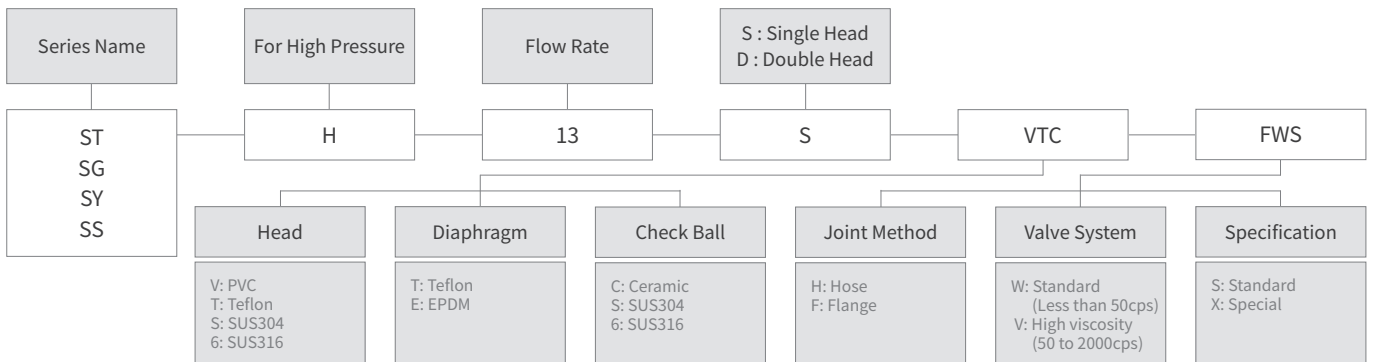 Series Name
For High Pressure
Flow Rate
S : Single Head
D : Double Head
ST
SG
SY
SS
H
13
S
VTC
FWS
Head
V: PVC
T: Teflon
S: SUS304
6: SUS316
Diaphragm
T: Teflon
E: EPDM
Check Ball
C: Ceramic
S: SUS304
6: SUS316
Joint Method
H: Hose
F: Flange
Valve System
W: Standard
(Less than 50cps)
V: High viscosity
(50 to 2000cps)
Specification
S: Standard
X: Special